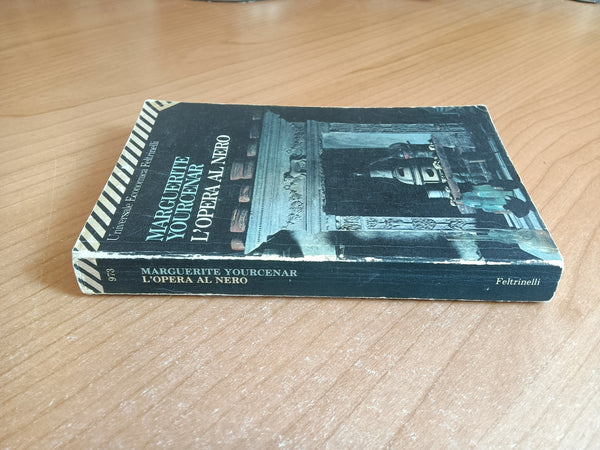 Universale Economica Feltrinelli
MARGUERITE
YOURCENAR
L'OPERA AL NERO
973
MARGUERITE YOURCENAR
L'OPERA AL NERO
Feltrinelli